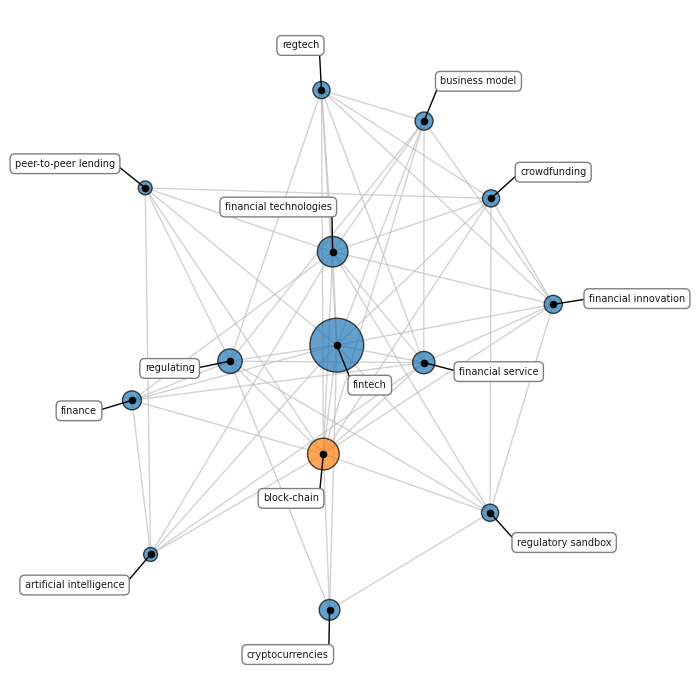 regtech
business model
peer-to-peer lending
crowdfunding
financial technologies
financial innovation
regulating
financial service
fintech
finance
block-chain
regulatory sandbox
artificial intelligence
cryptocurrencies